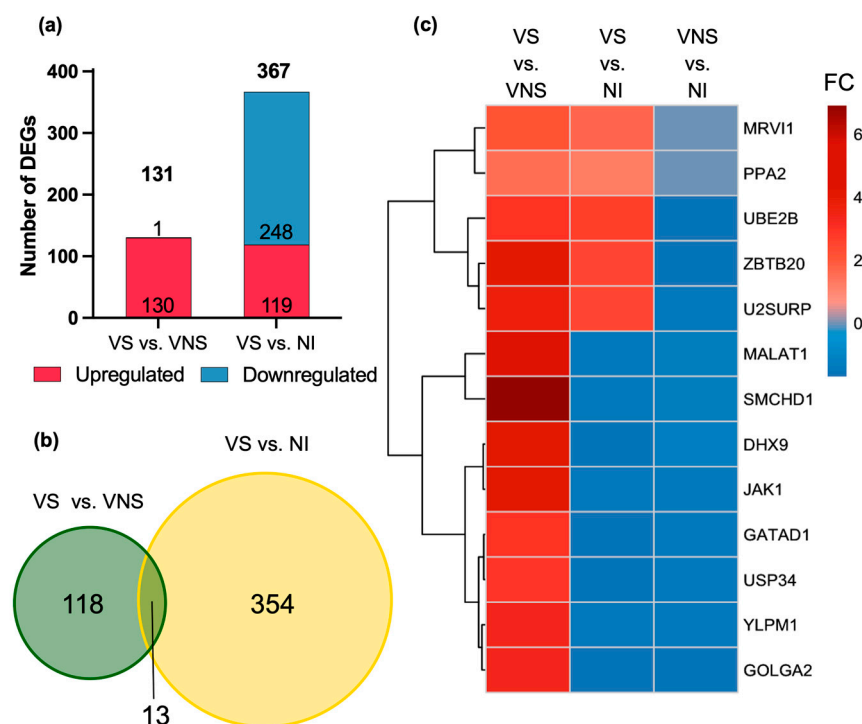 (a)
Number of DEGs
400
300
200
100
0
131
1
130
367
248
119
VS vs. VNS
VS vs. NI
Upregulated
Downregulated
(b)
VS vs. VNS
VS vs. NI
118
354
13
(c)
VS
vs.
VNS
VS
vs.
NI
VNS
vs.
NI
MRVI1
PPA2
UBE2B
ZBTB20
U2SURP
MALAT1
SMCHD1
DHX9
JAK1
GATAD1
USP34
YLPM1
GOLGA2
FC
6
4
2
0